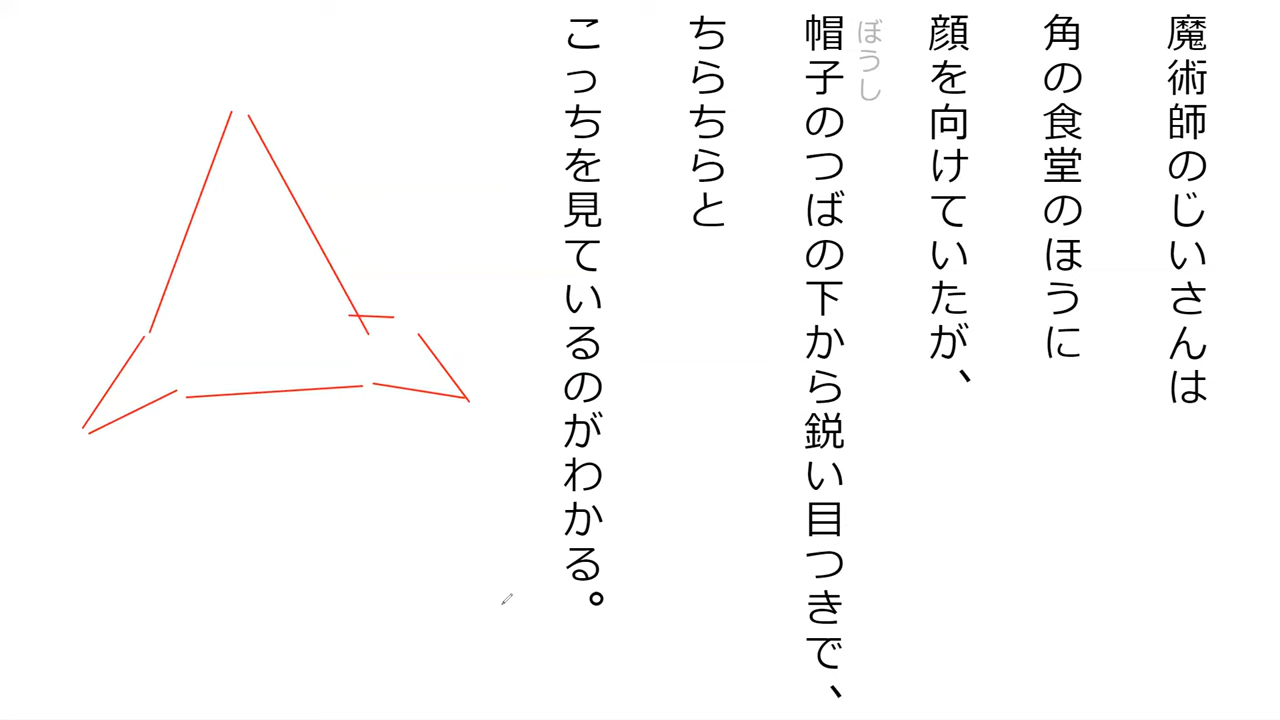 魔術師のじいさんは
角の食堂のほうに
顔を向けていたが、
ぼうし
帽子のつばの下から鋭い目つきで、
ちらちらと
こっちを見ているのがわかる。